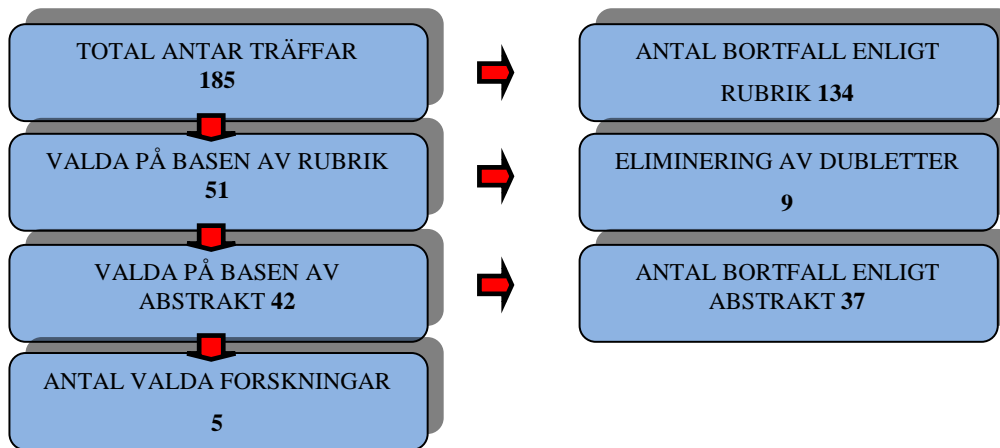 TOTAL ANTAR TRÄFFAR
185
ANTAL BORTFALL ENLIGT
RUBRIK 134
VALDA PÅ BASEN AV RUBRIK
51
ELIMINERING AV DUBLETTER
9
VALDA PÅ BASEN AV
ABSTRAKT 42
ANTAL BORTFALL ENLIGT
ABSTRAKT 37
ANTAL VALDA FORSKNINGAR
5